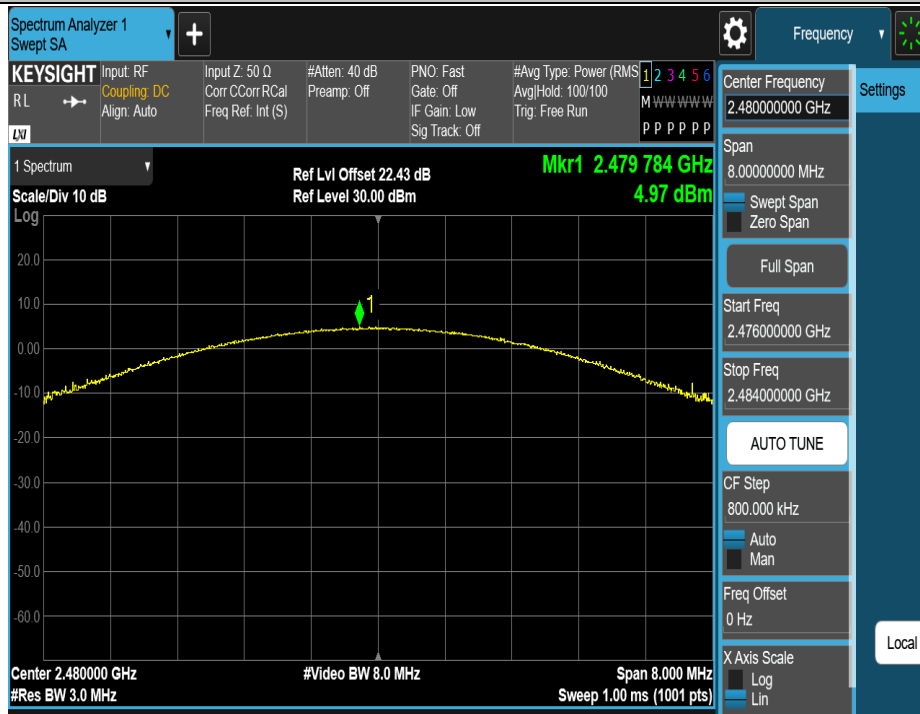 Spectrum Analyzer 1
Swept SA
+
Frequency
KEYSIGHT
R L
LXI
Input: RF
Coupling: DC
Align: Auto
Input Z: 50 Ω
Corr CCorr RCal
Freq Ref: Int (S)
#Atten: 40 dB
Preamp: Off
PNO: Fast
Gate: Off
IF Gain: Low
Sig Track: Off
#Avg Type: Power (RMS
Avg|Hold: 100/100
Trig: Free Run
1 2 3 4 5 6
M W W W W W
P P P P P P
Center Frequency
2.480000000 GHz
Settings
1 Spectrum
Scale/Div 10 dB
Ref Lvl Offset 22.43 dB
Ref Level 30.00 dBm
Mkr1 2.479 784 GHz
4.97 dBm
Log
20.0
10.0
0.00
-10.0
-20.0
-30.0
-40.0
-50.0
-60.0
1
Center 2.480000 GHz
#Res BW 3.0 MHz
#Video BW 8.0 MHz
Span 8.000 MHz
Sweep 1.00 ms (1001 pts)
Span
8.00000000 MHz
Swept Span
Zero Span
Full Span
Start Freq
2.476000000 GHz
Stop Freq
2.484000000 GHz
AUTO TUNE
CF Step
800.000 kHz
Auto
Man
Freq Offset
0 Hz
Local
X Axis Scale
Log
Lin